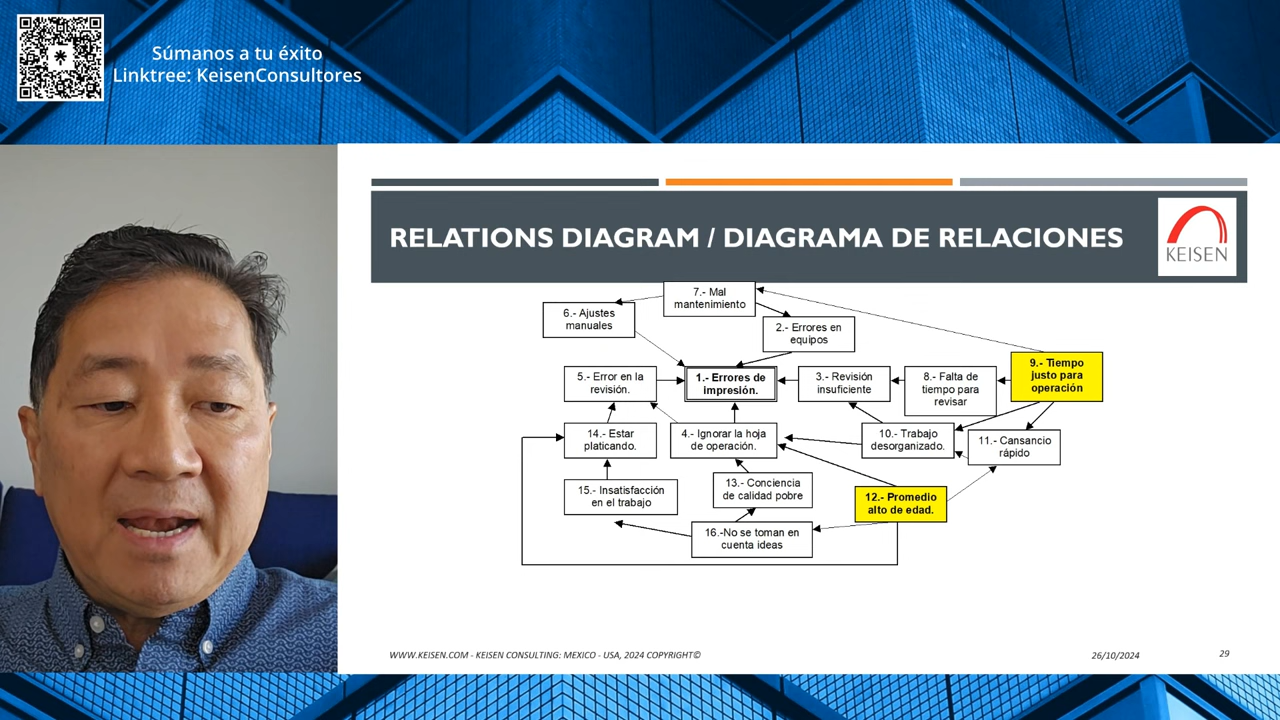 Súmanos a tu éxito
Linktree: KeisenConsultores
RELATIONS DIAGRAM / DIAGRAMA DE RELACIONES
KEISEN
7.- Mal
mantenimiento
6.- Ajustes
manuales
2.- Errores en
equipos
9.- Tiempo
justo para
operación
5.- Error en la
revisión.
1.- Errores de
impresión.
3.- Revisión
insuficiente
8.- Falta de
tiempo para
revisar
14.- Estar
platicando.
4.- Ignorar la hoja
de operación.
10.- Trabajo
desorganizado.
11.- Cansancio
rápido
15.- Insatisfacción
en el trabajo
13.- Conciencia
de calidad pobre
12.- Promedio
alto de edad.
16.-No se toman en
cuenta ideas
WWW.KEISEN.COM - KEISEN CONSULTING: MEXICO - USA, 2024 COPYRIGHT©
26/10/2024
29